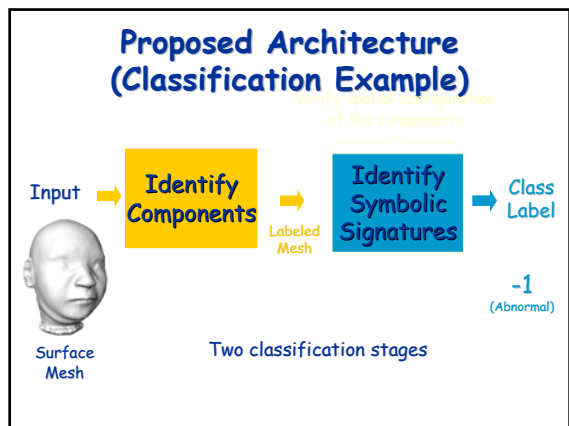 Proposed Architecture
(Classification Example)
Verify spatial configuration
of the components
Input
Identify
Components
Labeled
Mesh
Identify
Symbolic
Signatures
Class
Label
-1
(Abnormal)
Surface
Mesh
Two classification stages